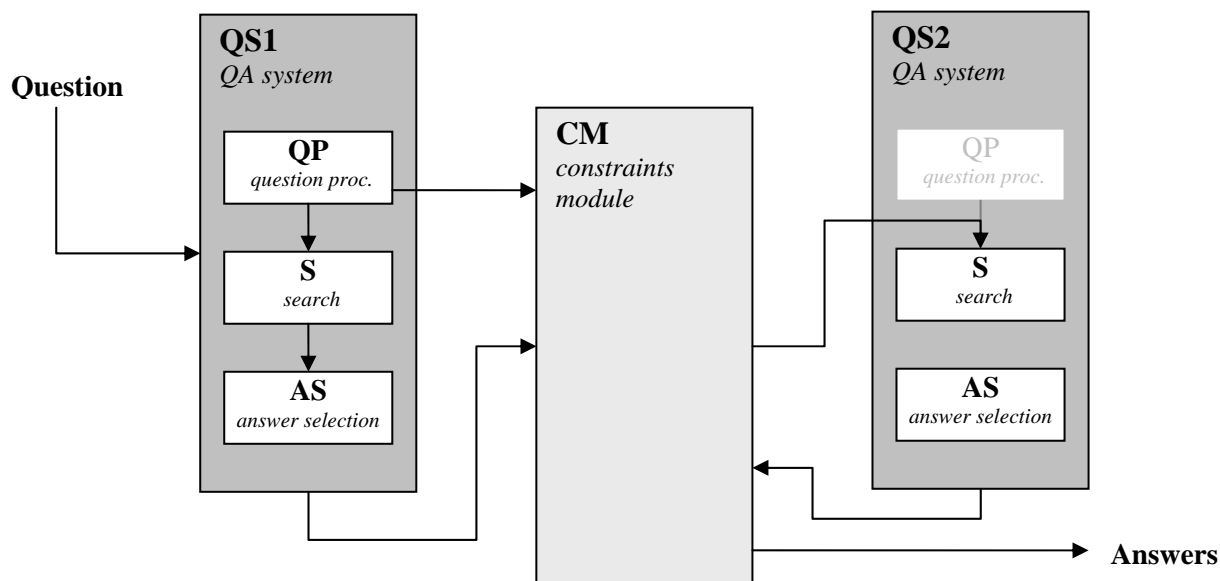 Question
QS1
QA system
QP
question proc.
S
search
AS
answer selection
CM
constraints
module
QS2
QA system
QP
question proc.
S
search
AS
answer selection
Answers